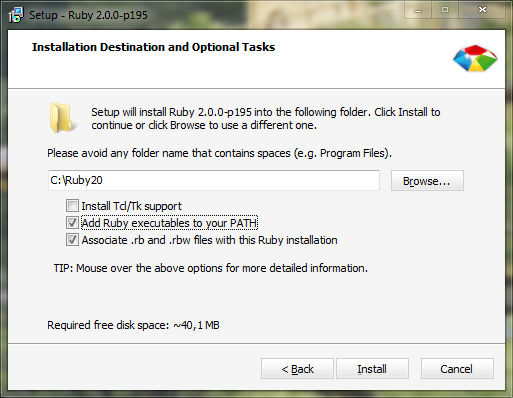 Setup - Ruby 2.0.0-p195
Installation Destination and Optional Tasks
Setup will install Ruby 2.0.0-p195 into the following folder. Click Install to
continue or click Browse to use a different one.
Please avoid any folder name that contains spaces (e.g. Program Files).
C:\Ruby20
Browse...
Install Tcl/Tk support
Add Ruby executables to your PATH
Associate .rb and .rbw files with this Ruby installation
TIP: Mouse over the above options for more detailed information.
Required free disk space: ~40,1 MB
< Back
Install
Cancel